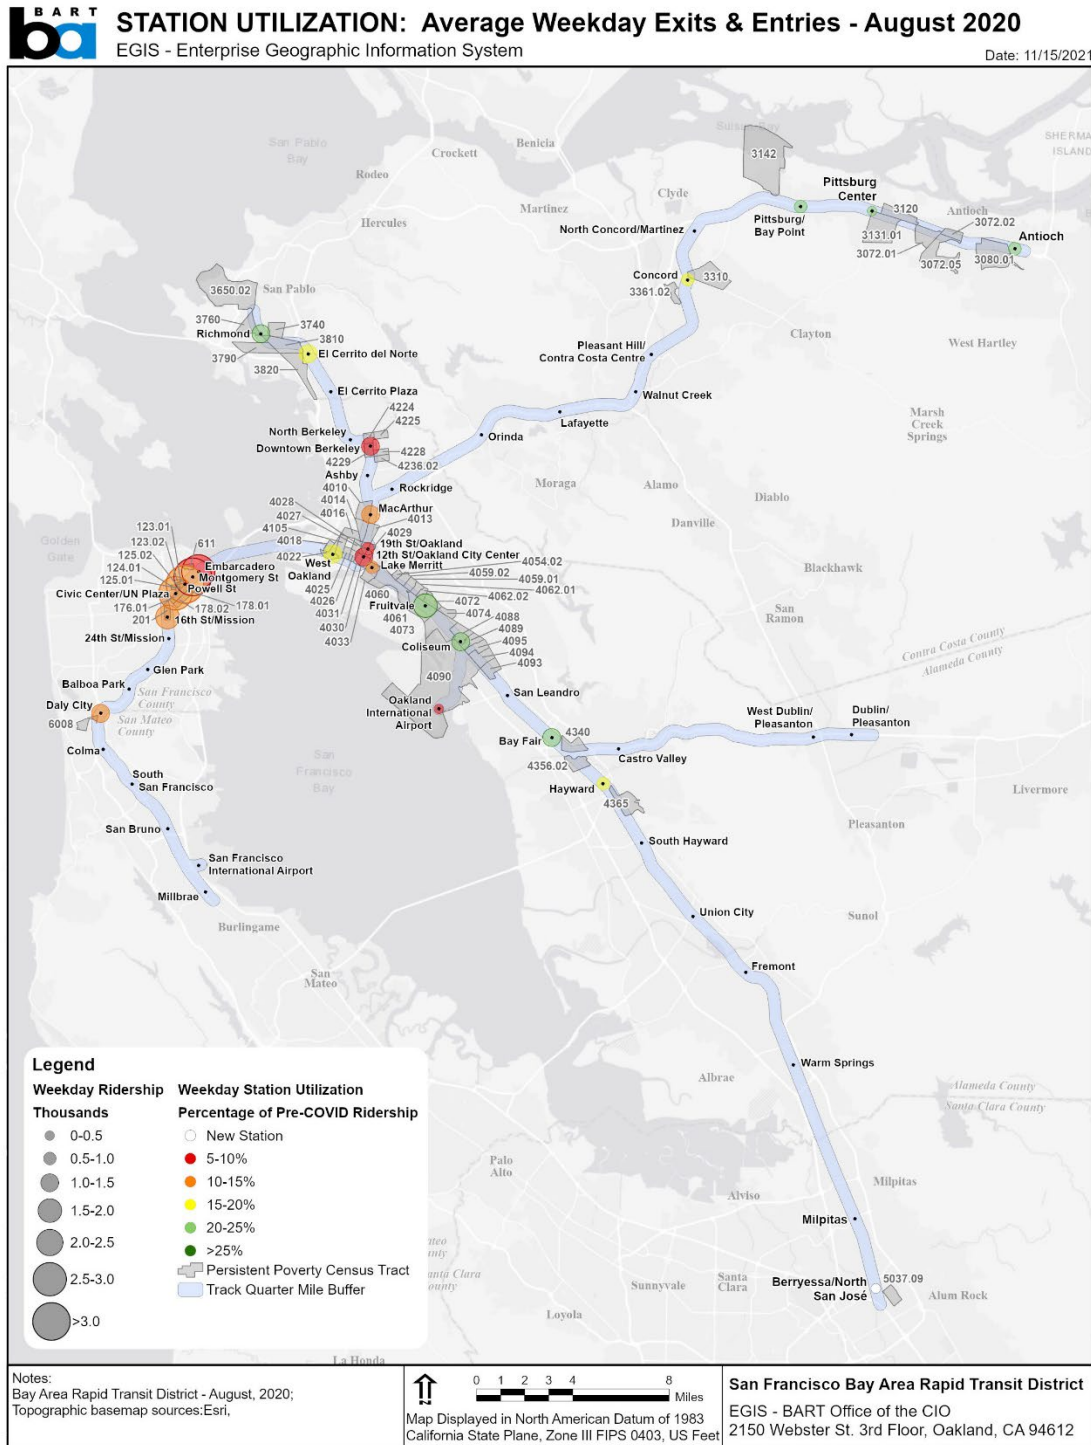 BART
ba
STATION UTILIZATION: Average Weekday Exits & Entries - August 2020
EGIS - Enterprise Geographic Information System
Date: 11/15/2021
San Pablo
Bay
Crockett
Benicia
Rodeo
Hercules
Martinez
Clyde
SHERMA
ISLAND
3142
Pittsburg
Center
3120
Antioch
3072.02
Antioch
Pittsburg/
Bay Point
North Concord/Martinez
3131.01
3072.01
3072.05
3080.01
Concord
3310
3361.02
3650.02
San Pablo
3760
3740
Richmond
3810
3790
El Cerrito del Norte
3820
Clayton
West Hartley
Pleasant Hill/
Contra Costa Centre
El Cerrito Plaza
Walnut Creek
4224
4225
Lafayette
Marsh
Creek
Springs
North Berkeley
Downtown Berkeley
Orinda
4228
4229
4236.02
Ashby
4010
Rockridge
Moraga
Alamo
Diablo
4028
4014
4027
4016
MacArthur
4013
4105
4029
Danville
123.01
611
4018
19th St/Oakland
Golden
Gate
123.02
125.02
4022
West
Oakland
12th St/Oakland City Center
Lake Merritt
4054.02
Embarcadero
124.01
Montgomery St
4059.02
Blackhawk
125.01
Powell St
4025
4060
4059.01
Civic Center/UN Plaza
4026
4062.01
4062.02
176.01
178.02
178.01
4031
Fruitvale
4072
4074
201
16th St/Mission
4030
4061
4088
San
Ramon
24th St/Mission
4033
4073
4089
Coliseum
4095
4094
Contra Costa County
Alameda County
Glen Park
4093
4090
Balboa Park
San Francisco
County
Daly City
San Mateo
County
6008
Oakland
International
Airport
San Leandro
West Dublin/
Pleasanton
Dublin/
Pleasanton
Bay Fair
4340
Colma
San
Francisco
Bay
4356.02
Castro Valley
South
San Francisco
Hayward
4365
Livermore
Pleasanton
San Bruno
South Hayward
San Francisco
International Airport
Millbrae
Union City
Sunol
Burlingame
San
Mateo
Fremont
Warm Springs
Albrae
Alameda County
Santa Clara County
Palo
Alto
Alviso
Milpitas
Milpitas
Berryessa/North
San José
5037.09
Sunnyvale
Santa
Clara
Alum Rock
Loyola
La Honda
Legend
Weekday Ridership
Thousands
0-0.5
0.5-1.0
1.0-1.5
1.5-2.0
2.0-2.5
2.5-3.0
>3.0
Weekday Station Utilization
Percentage of Pre-COVID Ridership
New Station
5-10%
10-15%
15-20%
20-25%
>25%
Persistent Poverty Census Tract
Track Quarter Mile Buffer
Notes:
Bay Area Rapid Transit District - August, 2020;
Topographic basemap sources:Esri,
0 1 2 3 4 8
Miles
Map Displayed in North American Datum of 1983
California State Plane, Zone III FIPS 0403, US Feet
San Francisco Bay Area Rapid Transit District
EGIS - BART Office of the CIO
2150 Webster St. 3rd Floor, Oakland, CA 94612